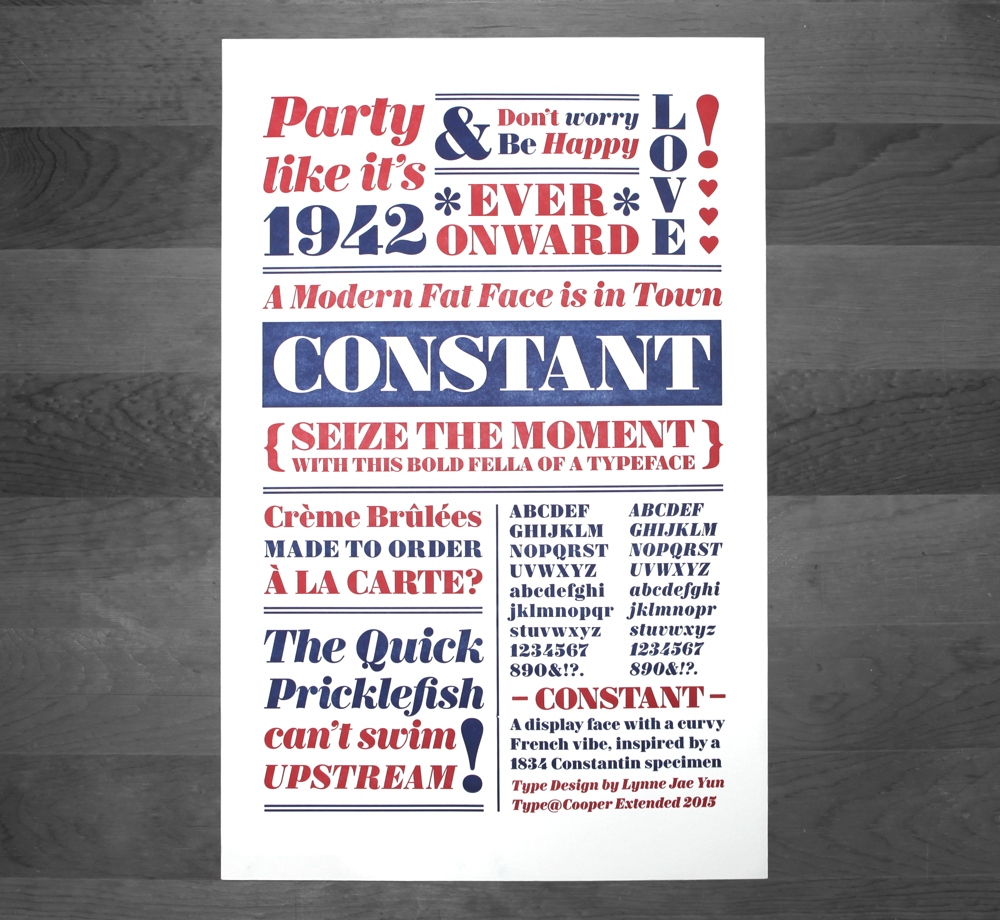 Party
like it's
1942
& Don't worry
Be Happy
* EVER *
ONWARD
LOVE!
A Modern Fat Face is in Town
CONSTANT
{ SEIZE THE MOMENT }
WITH THIS BOLD FELLA OF A TYPEFACE
Crème Brûlées
MADE TO ORDER
À LA CARTE?
The Quick
Pricklefish
can't swim
UPSTREAM!
ABCDEF
GHIJKLM
NOPQRST
UVWXYZ
abcdefghi
jklmnopqr
stuvwxyz
1234567
890&!?.
ABCDEF
GHIJKLM
NOPQRST
UVWXYZ
abcdefghi
jklmnopr
stuvwxyz
1234567
890&!?.
– CONSTANT –
A display face with a curvy
French vibe, inspired by a
1834 Constantin specimen
Type Design by Lynne Jae Yun
Type@Cooper Extended 2015